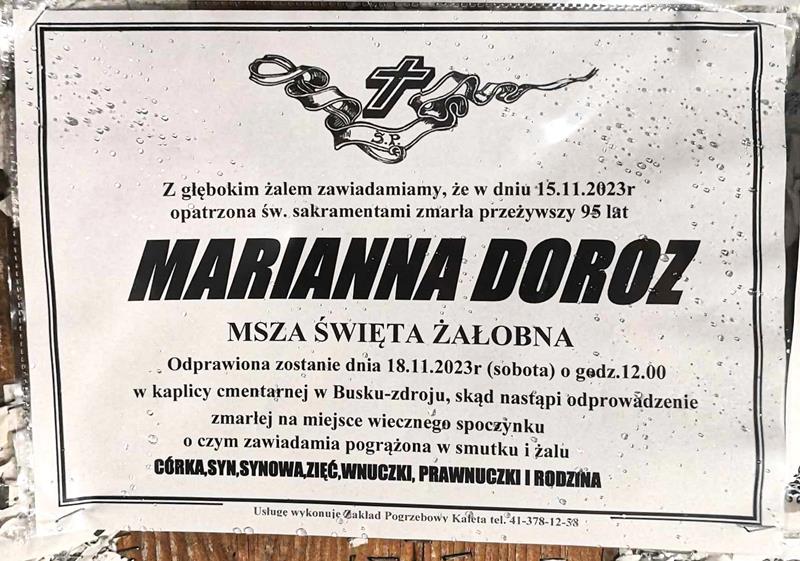 Ś.P.
Z głębokim żalem zawiadamiamy, że w dniu 15.11.2023r
opatrzona św. sakramentami zmarła przeżywszy 95 lat
MARIANNA DOROZ
MSZA ŚWIĘTA ŻAŁOBNA
Odprawiona zostanie dnia 18.11.2023r (sobota) o godz.12.00
w kaplicy cmentarnej w Busku-zdroju, skąd nastąpi odprowadzenie
zmarłej na miejsce wiecznego spoczynku
o czym zawiadamia pogrążona w smutku i żalu
CÓRKA,SYN,SYNOWA,ZIĘĆ,WNUCZKI, PRAWNUCZKI I RODZINA
Usługę wykonuje Zakład Pogrzebowy Kaleta tel. 41-378-12-58